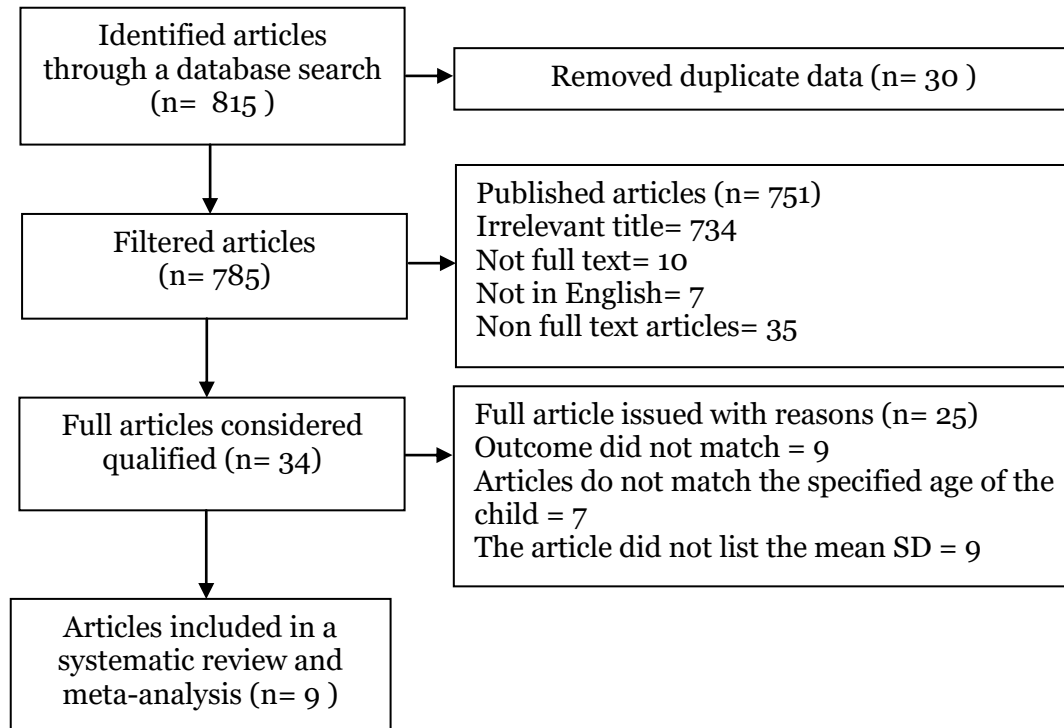 Identified articles
through a database search
(n= 815 )
Removed duplicate data (n= 30 )
Filtered articles
(n= 785)
Published articles (n= 751)
Irrelevant title= 734
Not full text= 10
Not in English= 7
Non full text articles= 35
Full articles considered
qualified (n= 34)
Full article issued with reasons (n= 25)
Outcome did not match = 9
Articles do not match the specified age of the
child = 7
The article did not list the mean SD = 9
Articles included in a
systematic review and
meta-analysis (n= 9 )